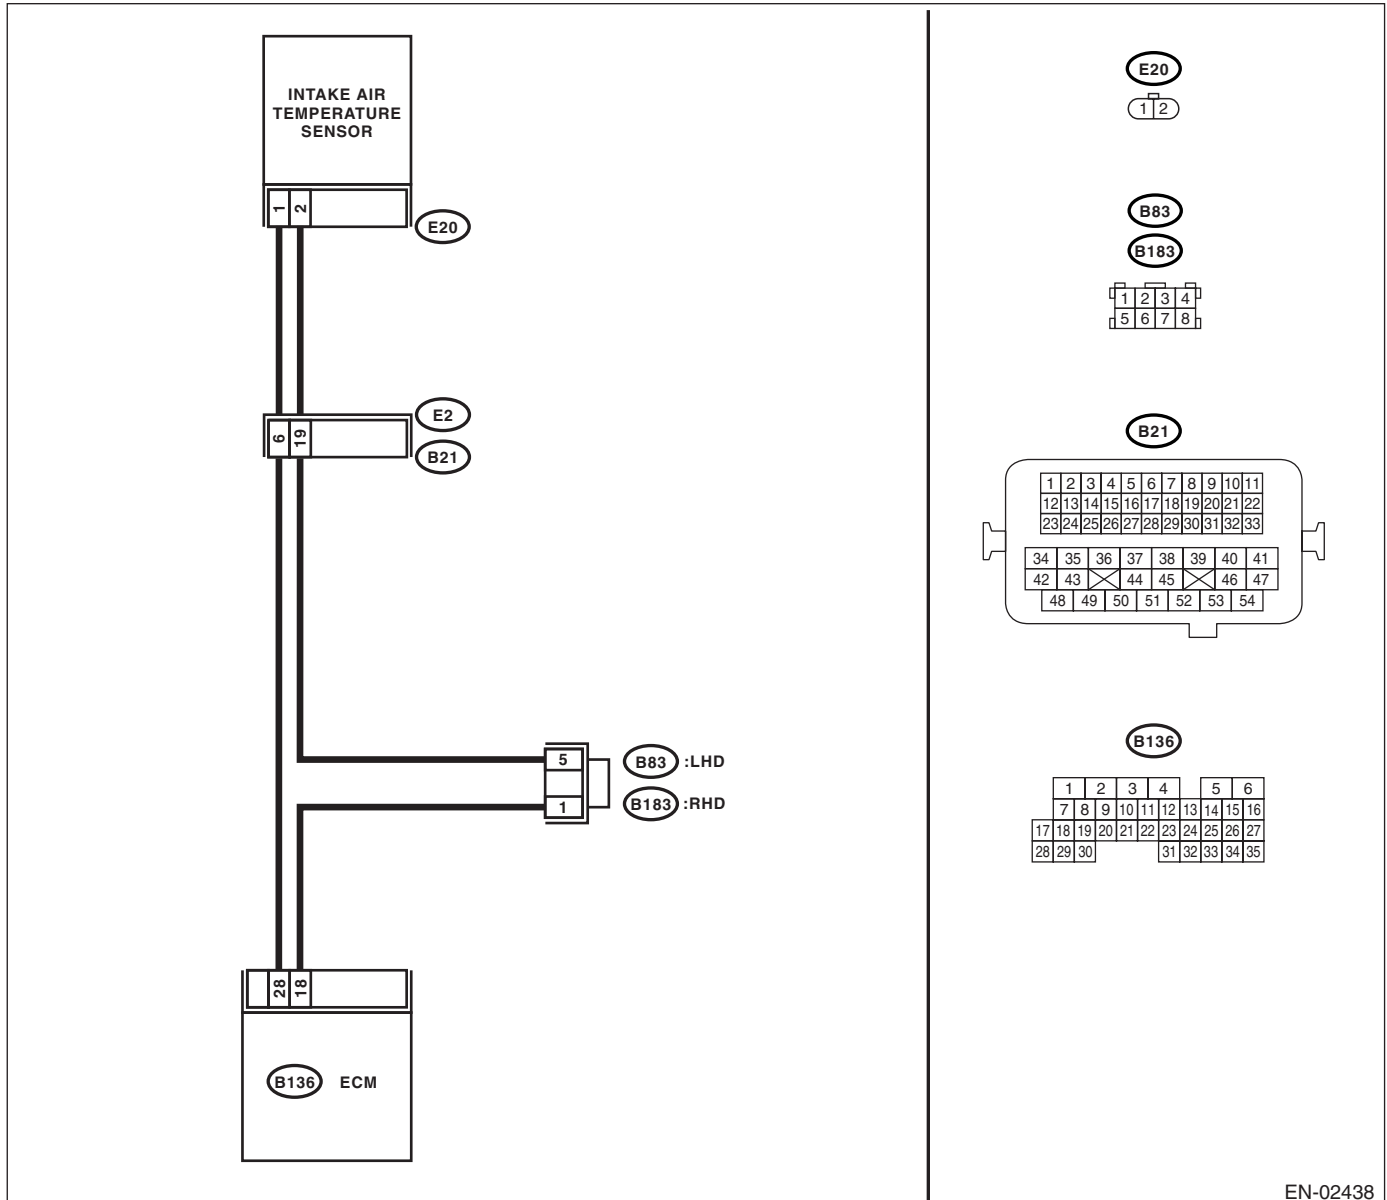 INTAKE AIR
TEMPERATURE
SENSOR
1 2
E20
E2
6 19
B21
5
B83 :LHD
1
B183 :RHD
28 18
B136 ECM
E20
1 2
B83
B183
1 2 3 4
5 6 7 8
B21
1 2 3 4 5 6 7 8 9 10 11
12 13 14 15 16 17 18 19 20 21 22
23 24 25 26 27 28 29 30 31 32 33
34 35 36 37 38 39 40 41
42 43 44 45 46 47
48 49 50 51 52 53 54
B136
1 2 3 4 5 6
7 8 9 10 11 12 13 14 15 16
17 18 19 20 21 22 23 24 25 26 27
28 29 30 31 32 33 34 35
EN-02438